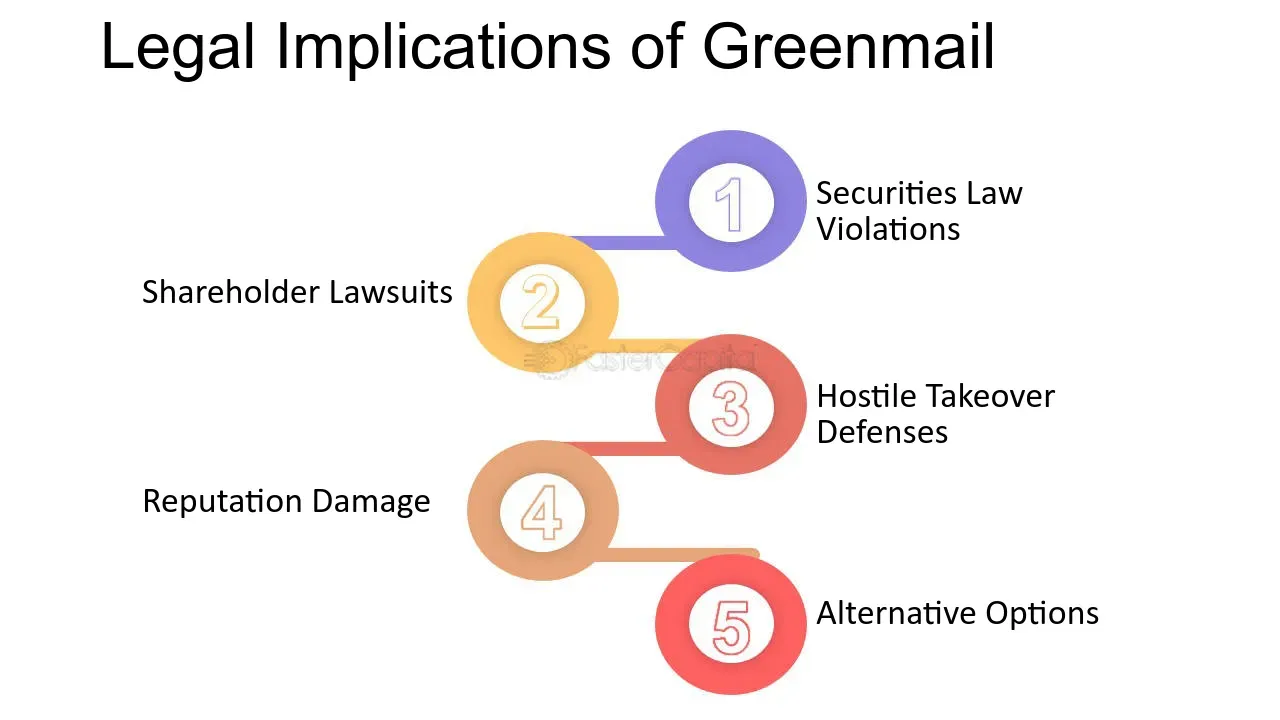 Legal Implications of Greenmail
1
Securities Law
Violations
2
Shareholder Lawsuits
FasterCapital
3
Hostile Takeover
Defenses
4
Reputation Damage
5
Alternative Options